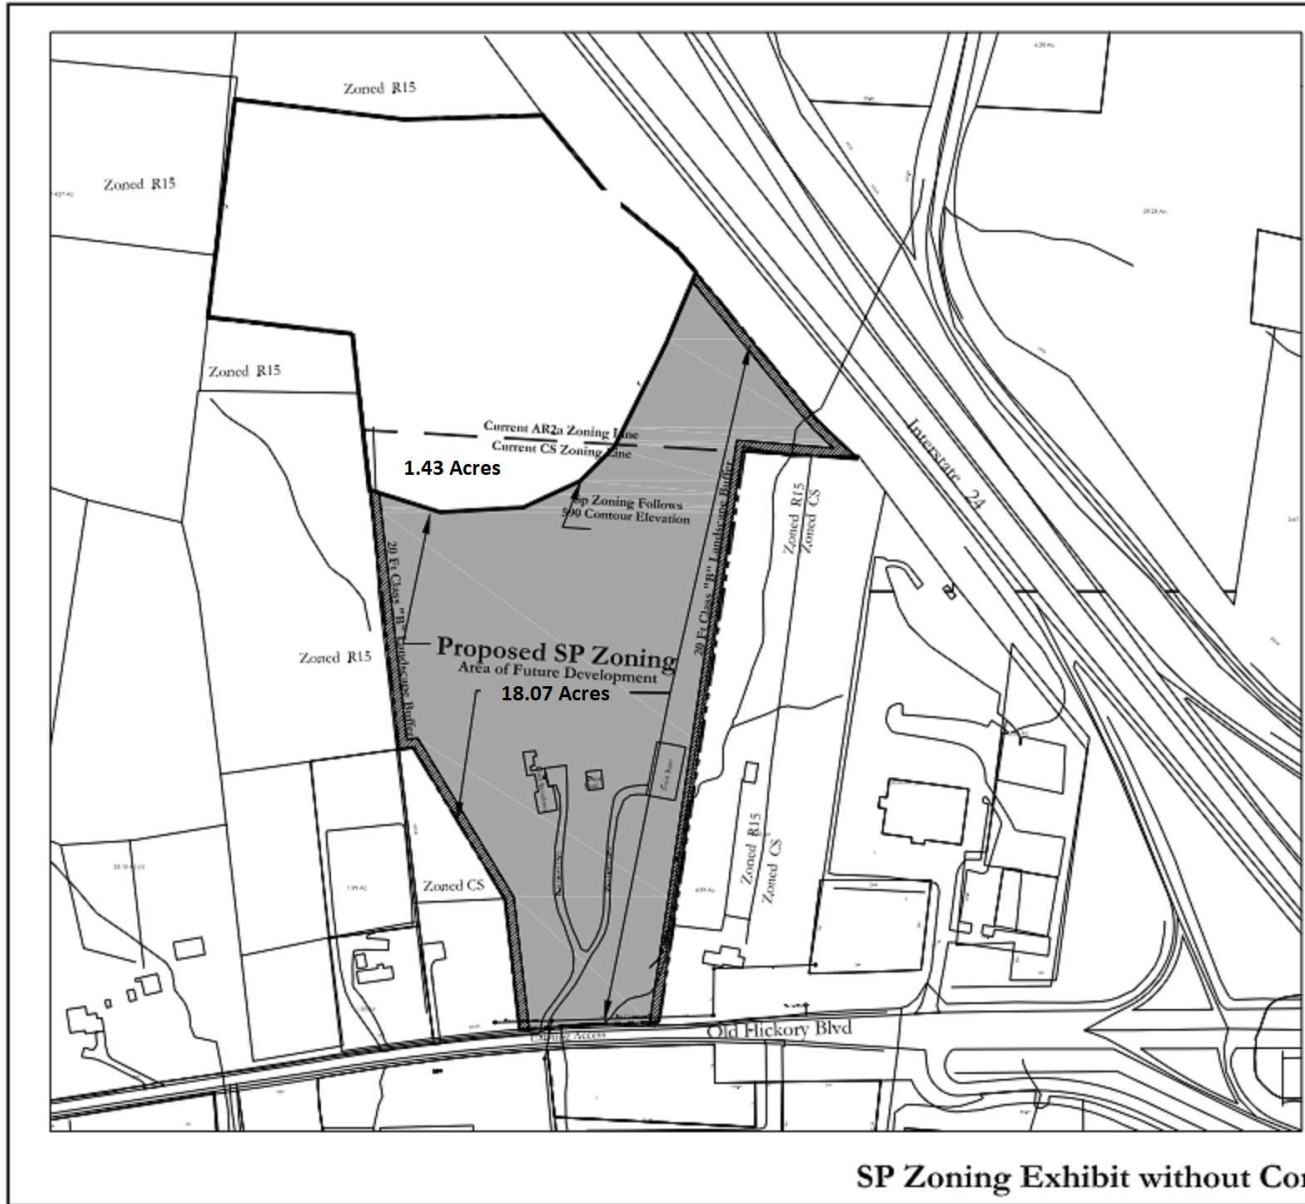 Zoned R15
Zoned R15
Zoned R15
Current AR2a Zoning Line
Current CS Zoning Line
1.43 Acres
Sp Zoning Follows
590 Contour Elevation
Interstate 24
20 Ft Class "B" Landscape Buffer
20 Ft Class "B" Landscape Buffer
Zoned R15
Zoned CS
Proposed SP Zoning
Area of Future Development
18.07 Acres
Zoned R15
Zoned R15
Zoned CS
Zoned CS
Old Hickory Blvd
Existing Access
SP Zoning Exhibit without